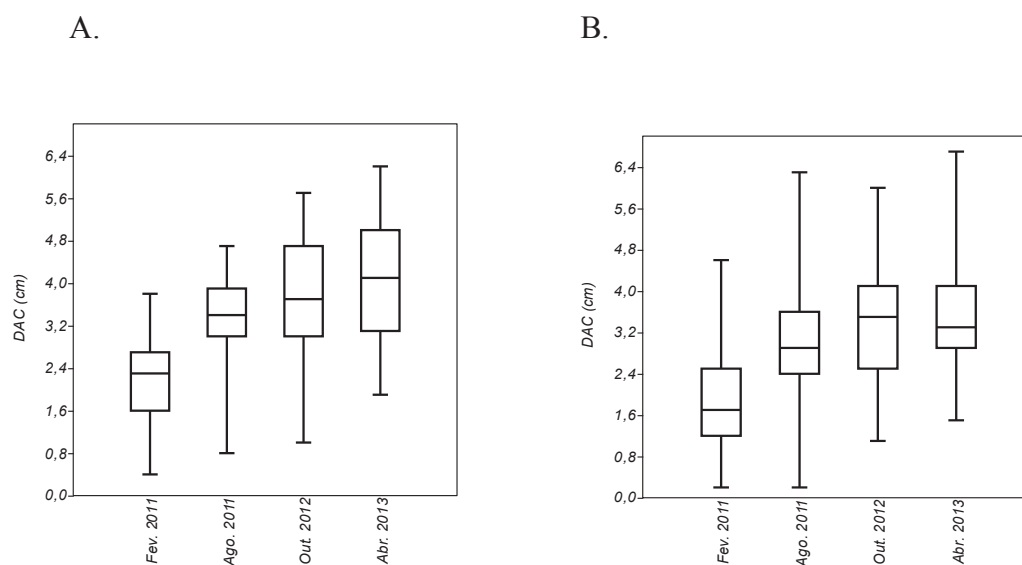 A.
DAC (cm)
6,4
5,6
4,8
4,0
3,2
2,4
1,6
0,8
0,0
Fev. 2011
Ago. 2011
Out. 2012
Abr. 2013
B.
DAC (cm)
6,4
5,6
4,8
4,0
3,2
2,4
1,6
0,8
0,0
Fev. 2011
Ago. 2011
Out. 2012
Abr. 2013